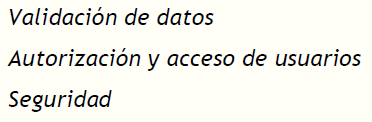 Validación de datos
Autorización y acceso de usuarios
Seguridad